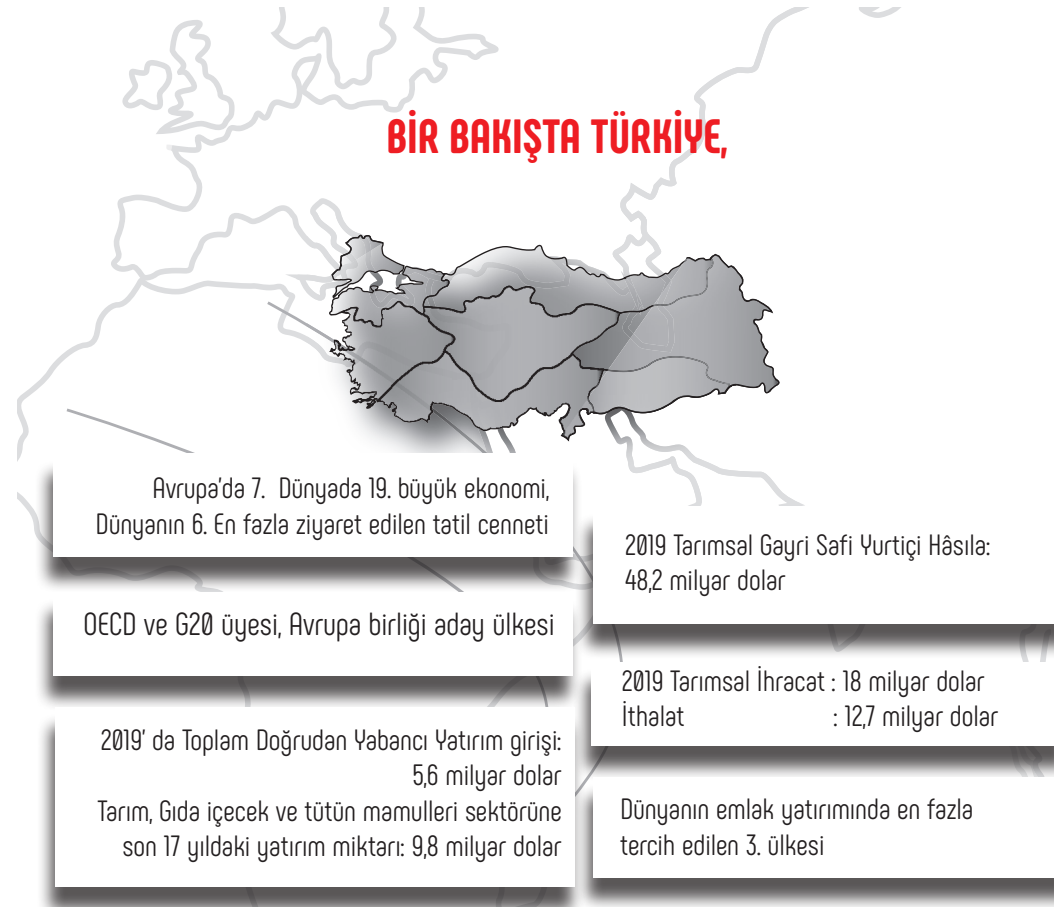 BİR BAKIŞTA TÜRKİYE,
Avrupa'da 7. Dünyada 19. büyük ekonomi,
Dünyanın 6. En fazla ziyaret edilen tatil cenneti
OECD ve G20 üyesi, Avrupa birliği aday ülkesi
2019' da Toplam Doğrudan Yabancı Yatırım girişi:
5,6 milyar dolar
Tarım, Gıda içecek ve tütün mamulleri sektörüne
son 17 yıldaki yatırım miktarı: 9,8 milyar dolar
2019 Tarımsal Gayri Safi Yurtiçi Hâsıla:
48,2 milyar dolar
2019 Tarımsal İhracat : 18 milyar dolar
İthalat : 12,7 milyar dolar
Dünyanın emlak yatırımında en fazla
tercih edilen 3. ülkesi